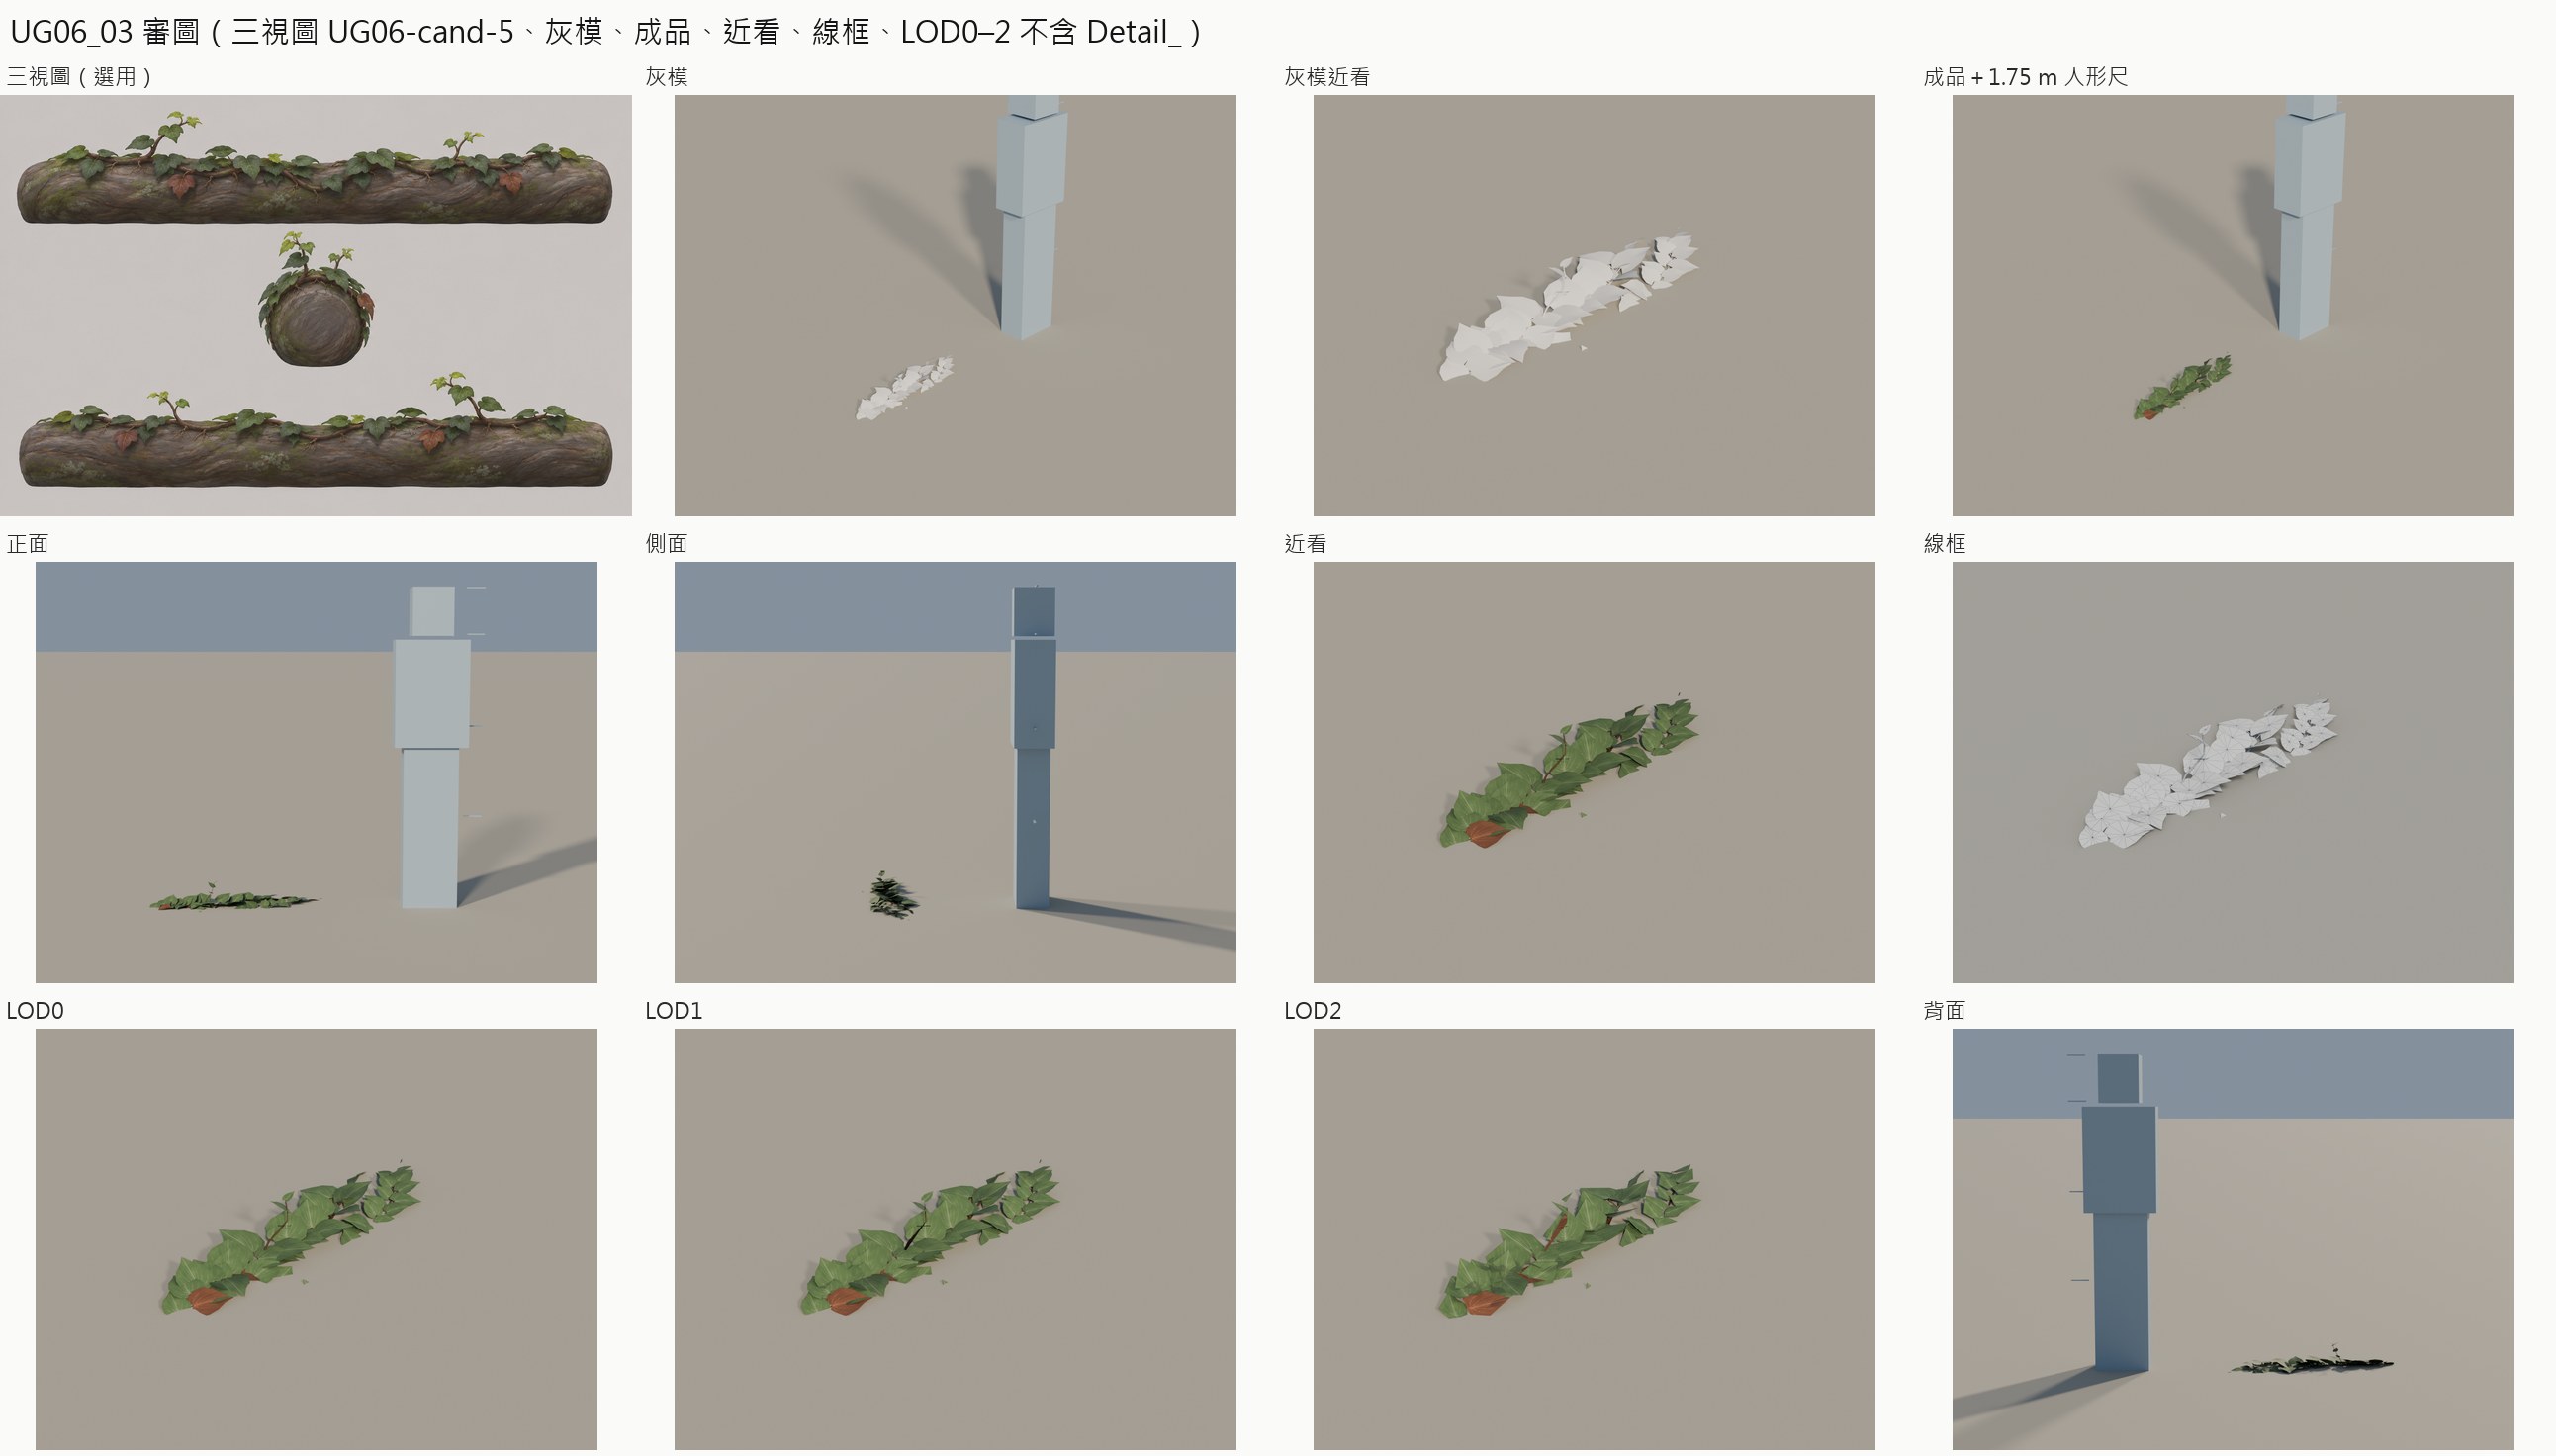 UG06_03 審圖（三視圖 UG06-cand-5、灰模、成品、近看、線框、LOD0–2 不含 Detail_）
三視圖（選用）
灰模
灰模近看
成品＋1.75 m 人形尺
正面
側面
近看
線框
LOD0
LOD1
LOD2
背面